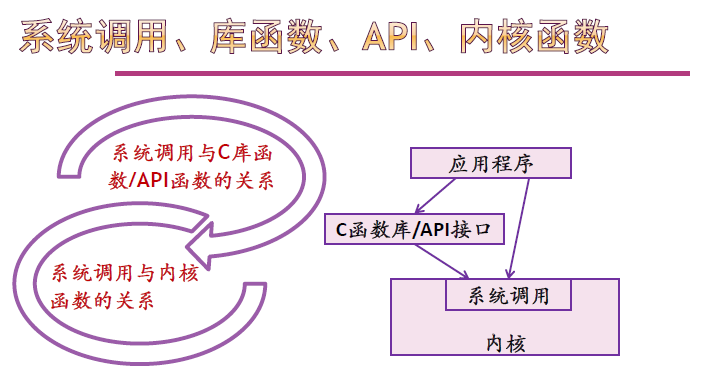 系统调用、库函数、API、内核函数
系统调用与C库函
数/API函数的关系
系统调用与内核
函数的关系
应用程序
C函数库/API接口
系统调用
内核